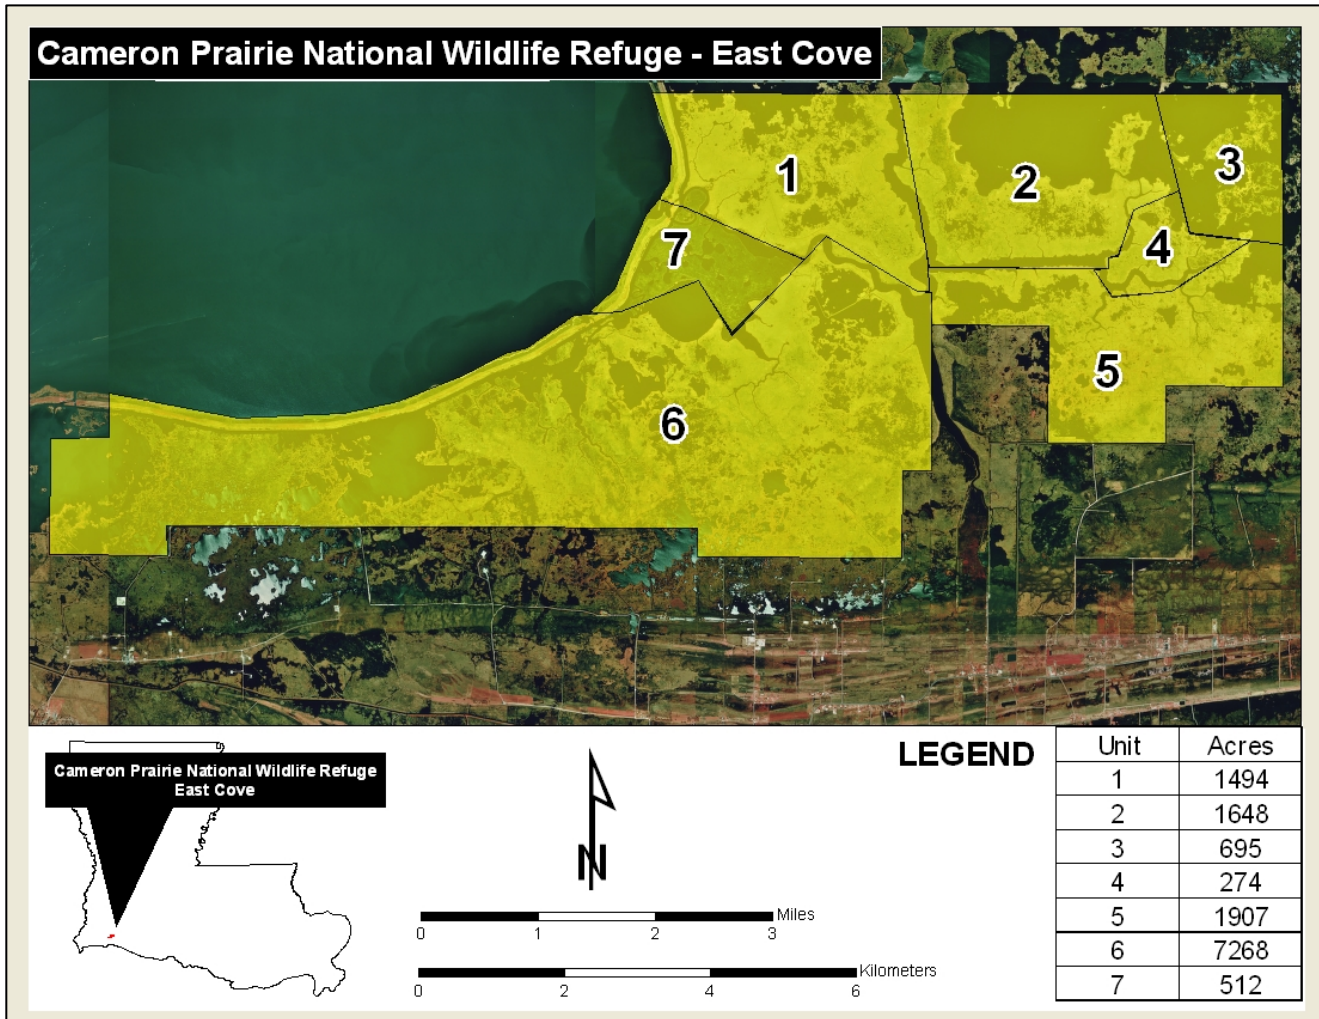 Cameron Prairie National Wildlife Refuge - East Cove
1
2
3
4
7
5
6
Cameron Prairie National Wildlife Refuge
East Cove
N
Miles
0 1 2 3
Kilometers
0 2 4 6
LEGEND
Unit Acres
1 1494
2 1648
3 695
4 274
5 1907
6 7268
7 512